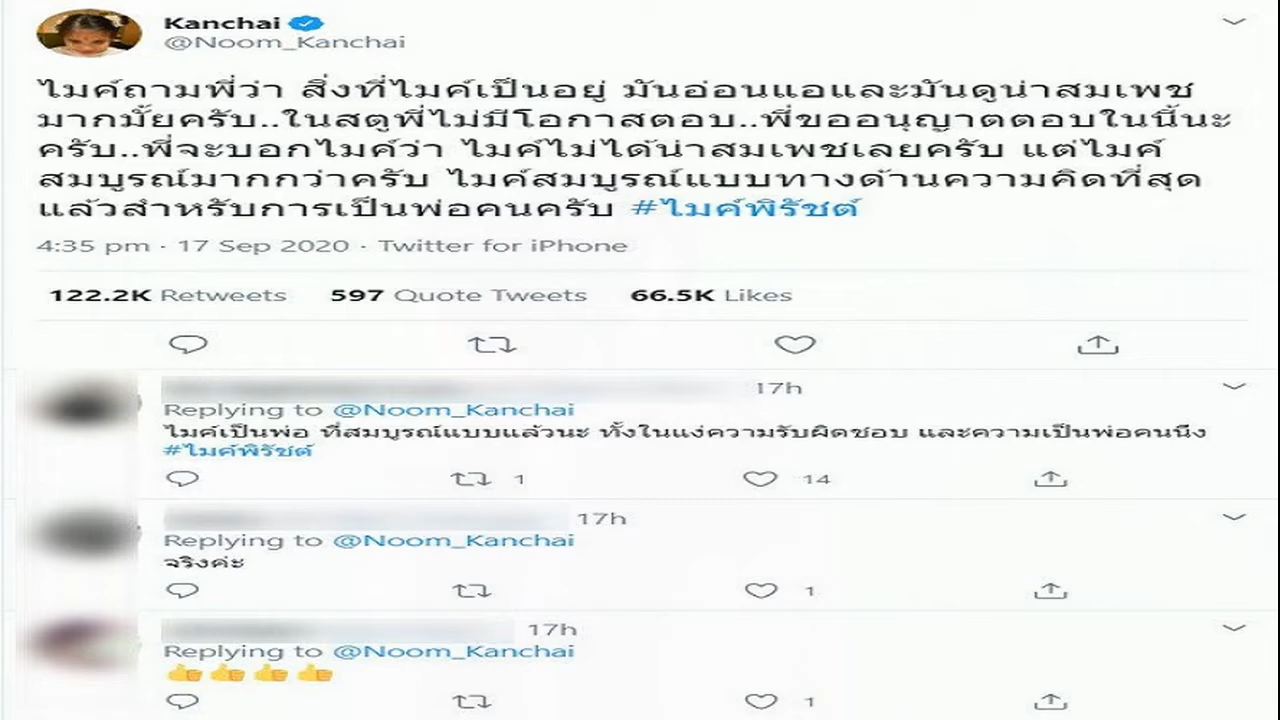 Kanchai
@Noom_Kanchai
ไมค์ถามพี่ว่า สิ่งที่ไมค์เป็นอยู่ มันอ่อนแอและมันดูน่าสมเพช
มากมั้ยครับ..ในสตูพี่ไม่มีโอกาสตอบ..พี่ขออนุญาตตอบในนี้นะ
ครับ..พี่จะบอกไมค์ว่า ไมค์ไม่ได้น่าสมเพชเลยครับ แต่ไมค์
สมบูรณ์มากกว่าครับ ไมค์สมบูรณ์แบบทางด้านความคิดที่สุด
แล้วสำหรับการเป็นพ่อคนครับ #ไมค์พิรัชต์
4:35 pm · 17 Sep 2020 · Twitter for iPhone
122.2K Retweets 597 Quote Tweets 66.5K Likes
17h
Replying to @Noom_Kanchai
ไมค์เป็นพ่อ ที่สมบูรณ์แบบแล้วนะ ทั้งในแง่ความรับผิดชอบ และความเป็นพ่อคนนึง
#ไมค์พิรัชต์
1 14
17h
Replying to @Noom_Kanchai
จริงค่ะ
1
17h
Replying to @Noom_Kanchai
👍👍👍👍
1